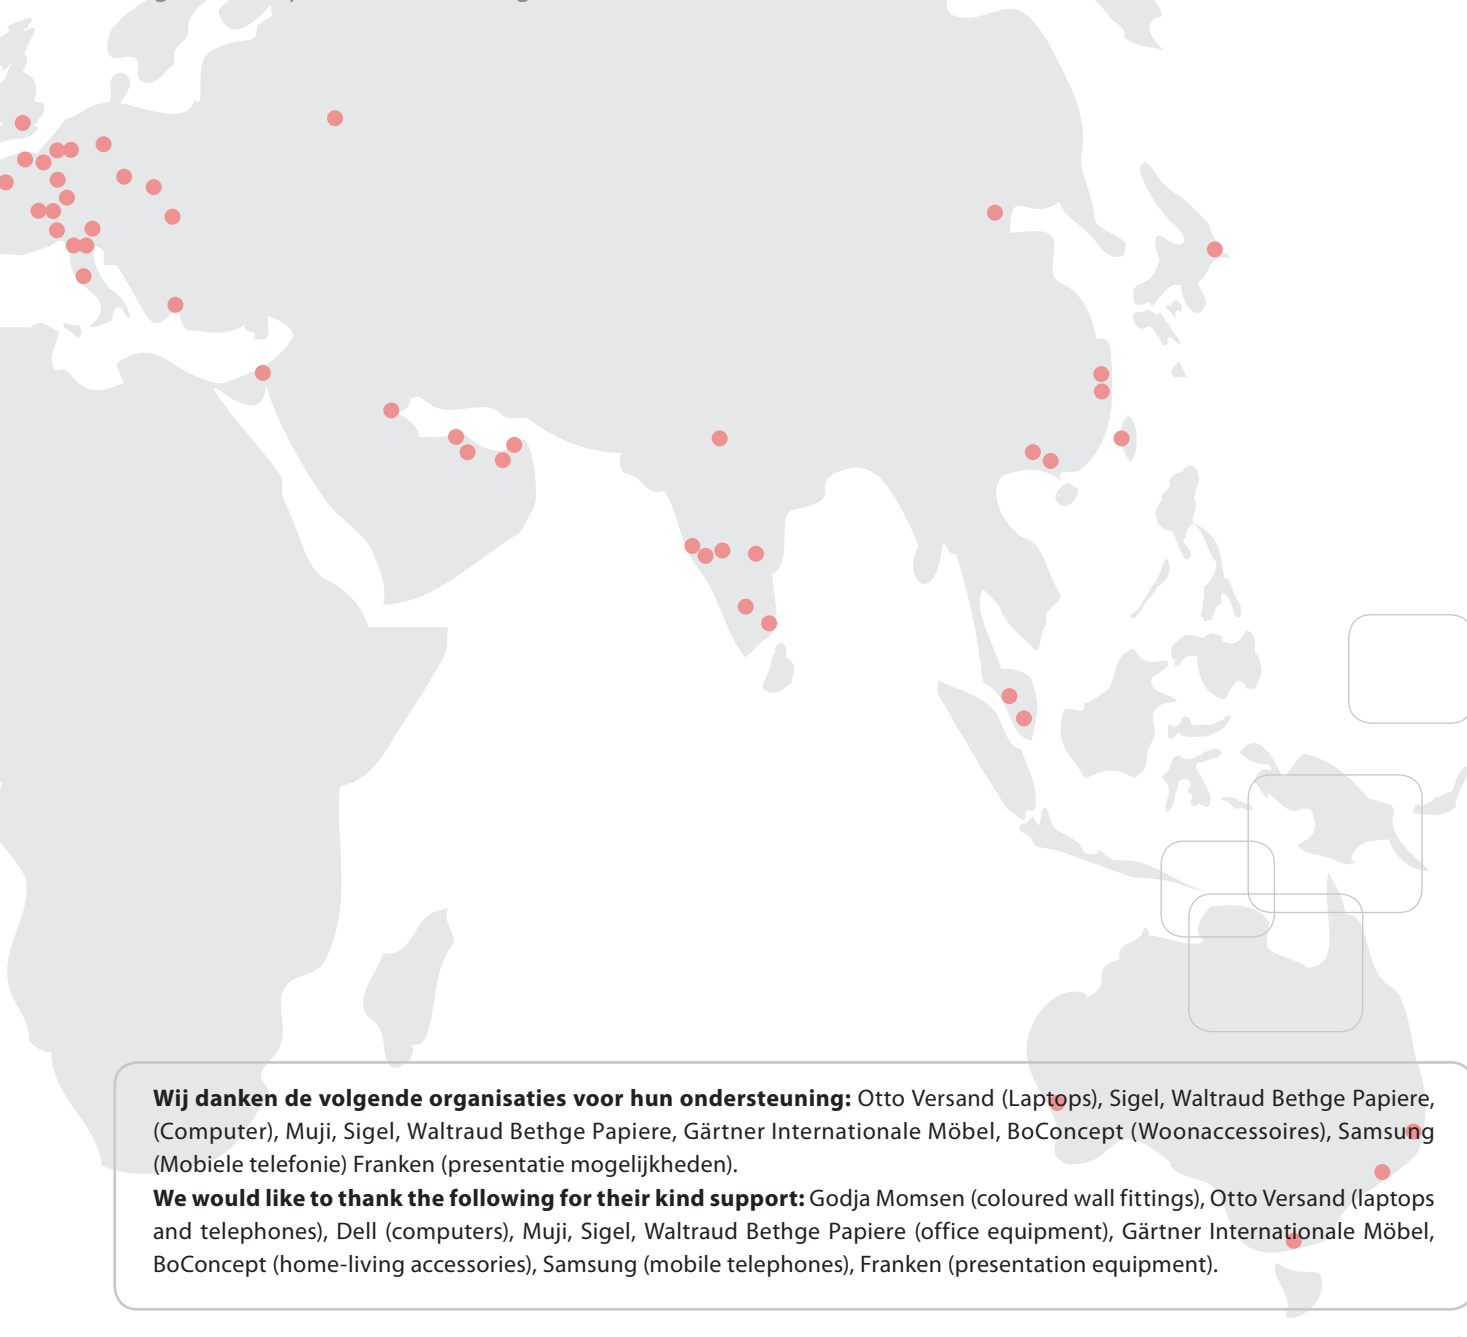 Wij danken de volgende organisaties voor hun ondersteuning: Otto Versand (Laptops), Sigel, Waltraud Bethge Papiere,
(Computer), Muji, Sigel, Waltraud Bethge Papiere, Gärtner Internationale Möbel, BoConcept (Woonaccessoires), Samsung
(Mobiele telefonie) Franken (presentatie mogelijkheden).
We would like to thank the following for their kind support: Godja Momsen (coloured wall fittings), Otto Versand (laptops
and telephones), Dell (computers), Muji, Sigel, Waltraud Bethge Papiere (office equipment), Gärtner Internationale Möbel,
BoConcept (home-living accessories), Samsung (mobile telephones), Franken (presentation equipment).